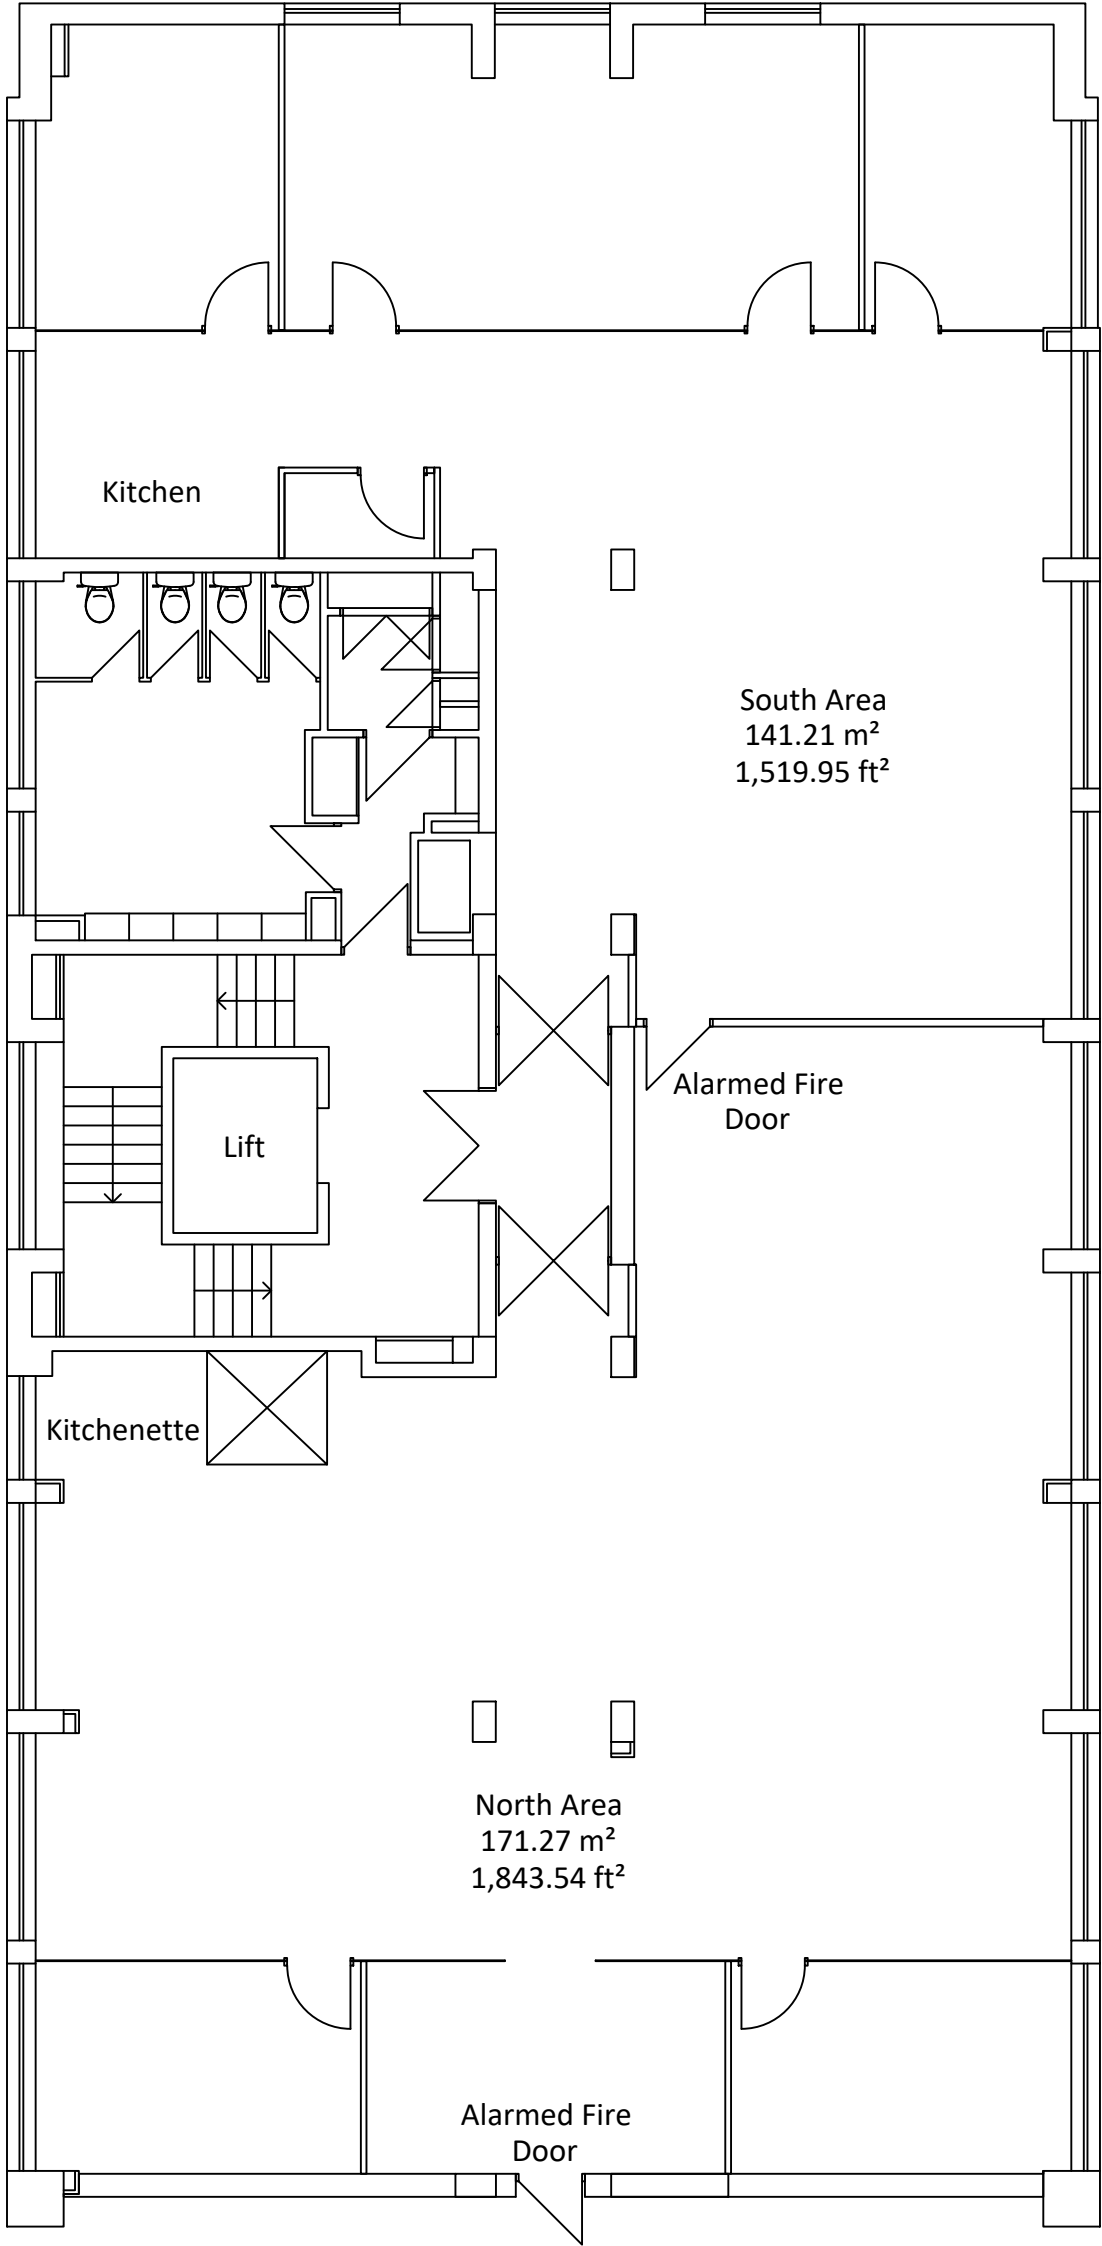 Kitchen
South Area
141.21 m²
1,519.95 ft²
Alarmed Fire
Door
Lift
Kitchenette
North Area
171.27 m²
1,843.54 ft²
Alarmed Fire
Door